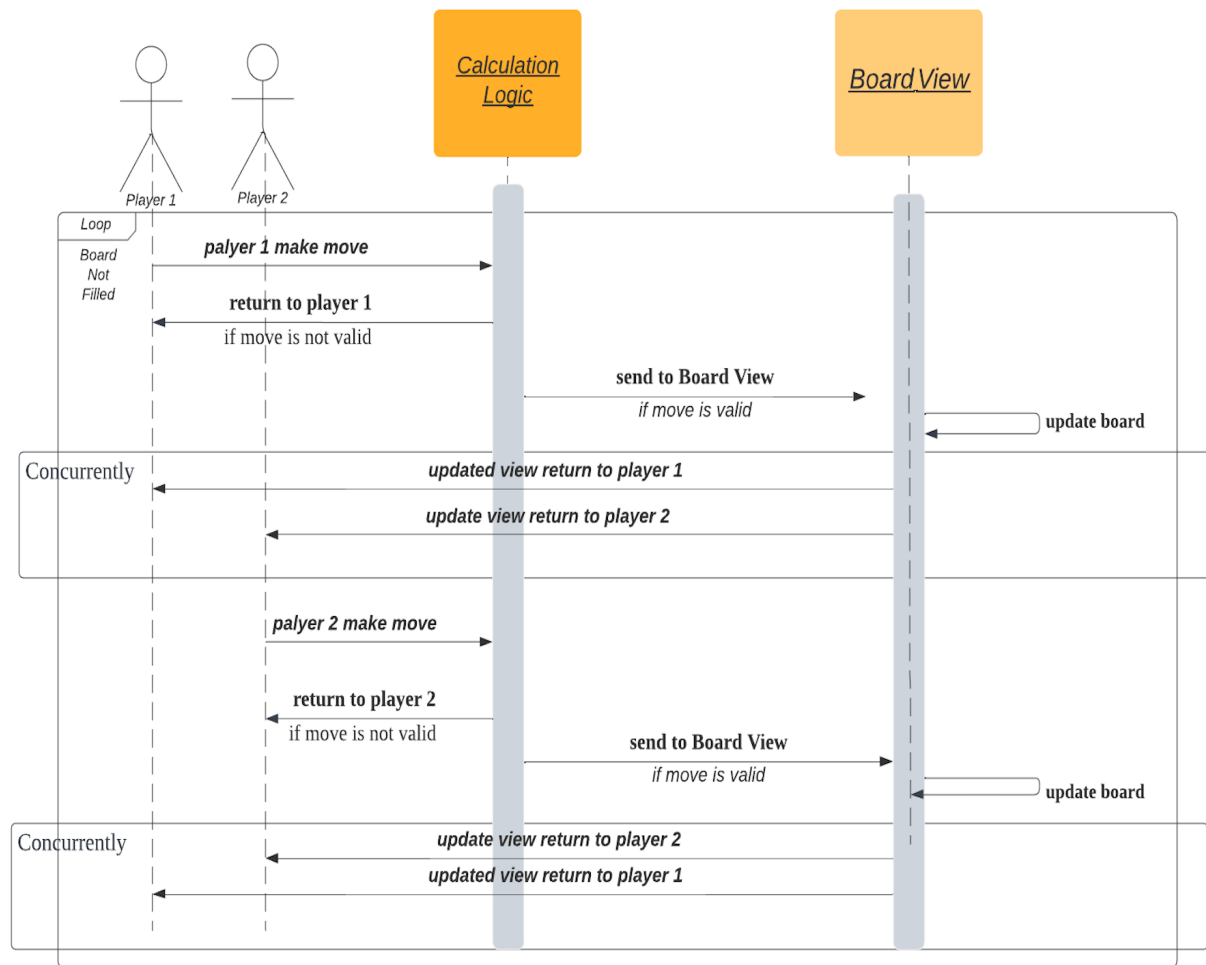 Calculation
Logic
Board View
Player 1
Player 2
Loop
Board
Not
Filled
palyer 1 make move
return to player 1
if move is not valid
send to Board View
if move is valid
update board
Concurrently
updated view return to player 1
update view return to player 2
palyer 2 make move
return to player 2
if move is not valid
send to Board View
if move is valid
update board
Concurrently
update view return to player 2
updated view return to player 1